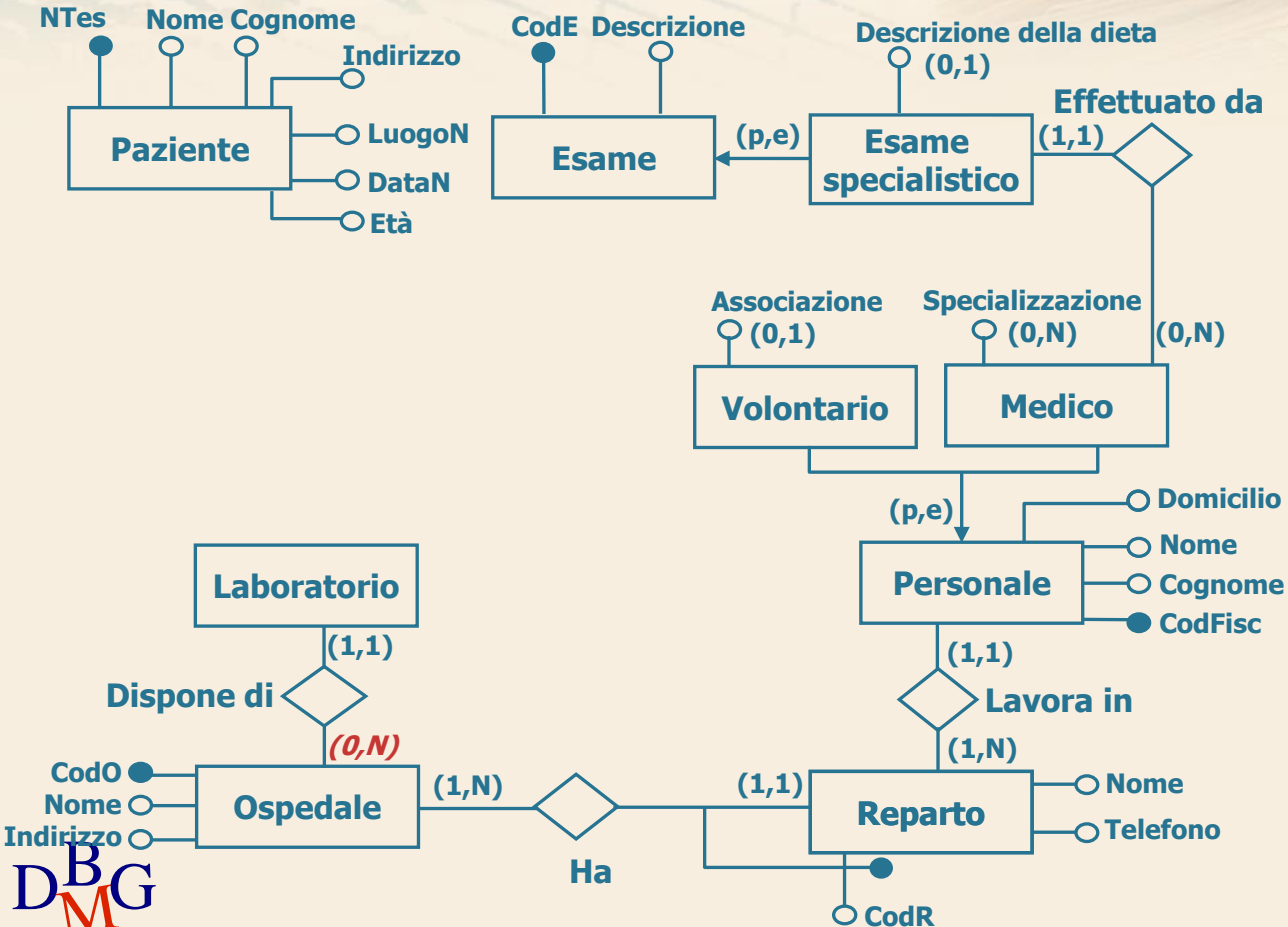 NTes
Nome Cognome
Indirizzo
LuogoN
DataN
Età
Paziente
CodE Descrizione
Esame
(p,e)
Descrizione della dieta
(0,1)
Esame
specialistico
(1,1)
Effettuato da
(0,N)
Associazione
(0,1)
Volontario
Specializzazione
(0,N)
Medico
(p,e)
Personale
Domicilio
Nome
Cognome
CodFisc
(1,1)
Lavora in
(1,N)
Laboratorio
(1,1)
Dispone di
(0,N)
CodO
Nome
Indirizzo
Ospedale
(1,N)
Ha
(1,1)
Reparto
Nome
Telefono
CodR
DBMG